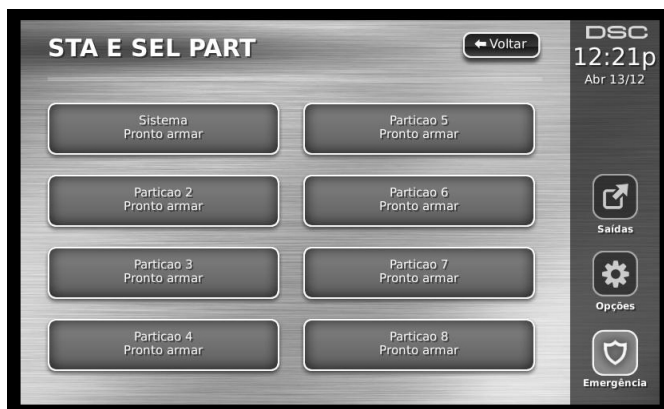 STA E SEL PART
Voltar
DSC
12:21p
Abr 13/12
Sistema
Pronto armar
Particao 5
Pronto armar
Particao 2
Pronto armar
Particao 6
Pronto armar
Particao 3
Pronto armar
Particao 7
Pronto armar
Particao 4
Pronto armar
Particao 8
Pronto armar
Saídas
Opções
Emergência